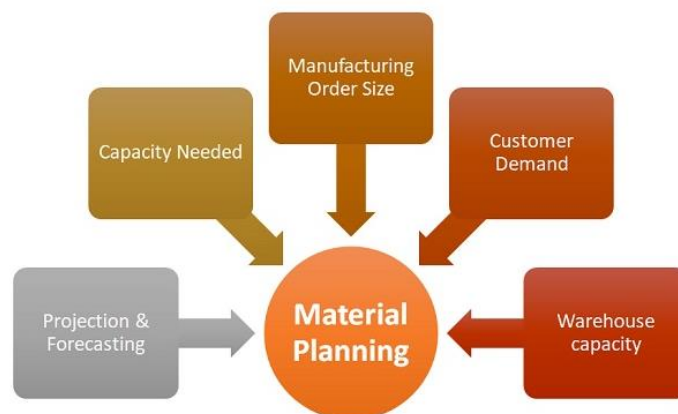 Manufacturing
Order Size
Capacity Needed
Customer
Demand
Projection &
Forecasting
Material
Planning
Warehouse
capacity